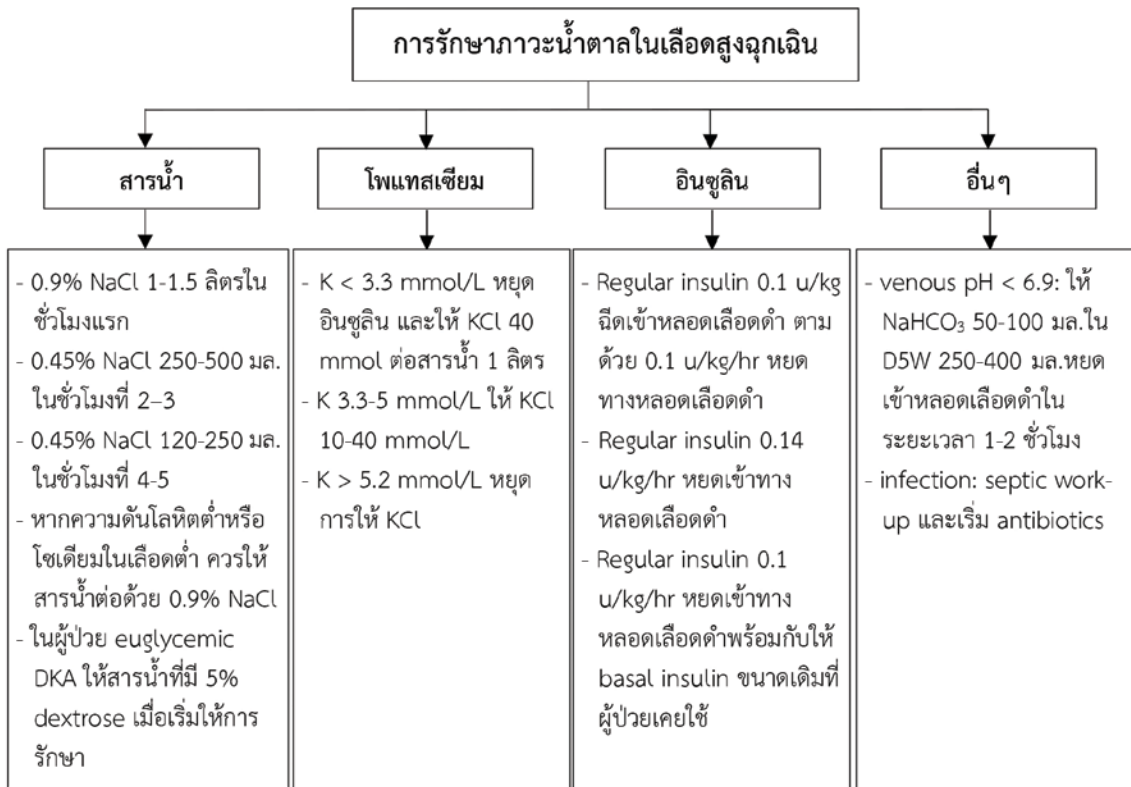 การรักษาภาวะน้ำตาลในเลือดสูงฉุกเฉิน
สารน้ำ
- 0.9% NaCl 1-1.5 ลิตรใน
ชั่วโมงแรก
- 0.45% NaCl 250-500 มล.
ในชั่วโมงที่ 2–3
- 0.45% NaCl 120-250 มล.
ในชั่วโมงที่ 4-5
- หากความดันโลหิตต่ำหรือ
โซเดียมในเลือดต่ำ ควรให้
สารน้ำต่อด้วย 0.9% NaCl
- ในผู้ป่วย euglycemic
DKA ให้สารน้ำที่มี 5%
dextrose เมื่อเริ่มให้การ
รักษา
โพแทสเซียม
- K < 3.3 mmol/L หยุด
อินซูลิน และให้ KCl 40
mmol ต่อสารน้ำ 1 ลิตร
- K 3.3-5 mmol/L ให้ KCl
10-40 mmol/L
- K > 5.2 mmol/L หยุด
การให้ KCl
อินซูลิน
- Regular insulin 0.1 u/kg
ฉีดเข้าหลอดเลือดดำ ตาม
ด้วย 0.1 u/kg/hr หยด
ทางหลอดเลือดดำ
- Regular insulin 0.14
u/kg/hr หยดเข้าทาง
หลอดเลือดดำ
- Regular insulin 0.1
u/kg/hr หยดเข้าทาง
หลอดเลือดดำพร้อมกับให้
basal insulin ขนาดเดิมที่
ผู้ป่วยเคยใช้
อื่นๆ
- venous pH < 6.9: ให้
NaHCO₃ 50-100 มล.ใน
D5W 250-400 มล.หยด
เข้าหลอดเลือดดำใน
ระยะเวลา 1-2 ชั่วโมง
- infection: septic work-
up และเริ่ม antibiotics